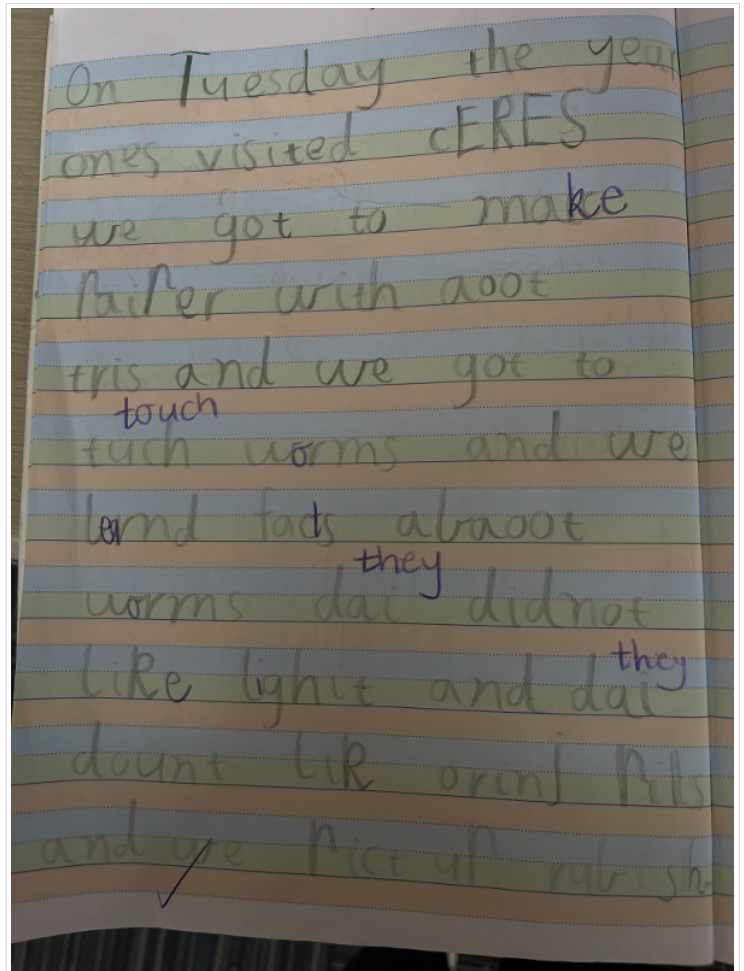 On Tuesday the year
ones visited cERES
we got to make
paiper with aoot
tris and we got to
touch
tuch worms and we
lernd facts abaoot
they
worms dai didnot
they
like lighit and dai
dount lik orinj pils
and we pict up rubish